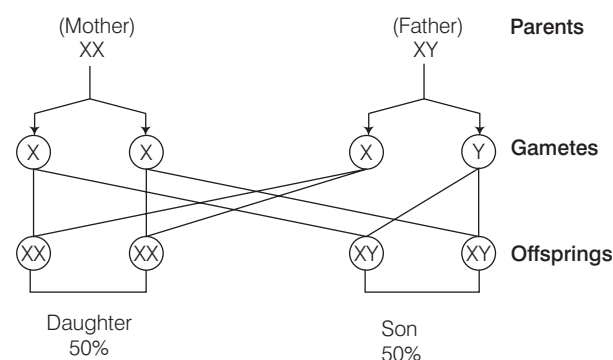 (Mother) (Father) Parents
XX XY
X X X Y Gametes
XX XX XY XY Offsprings
Daughter Son
50% 50%